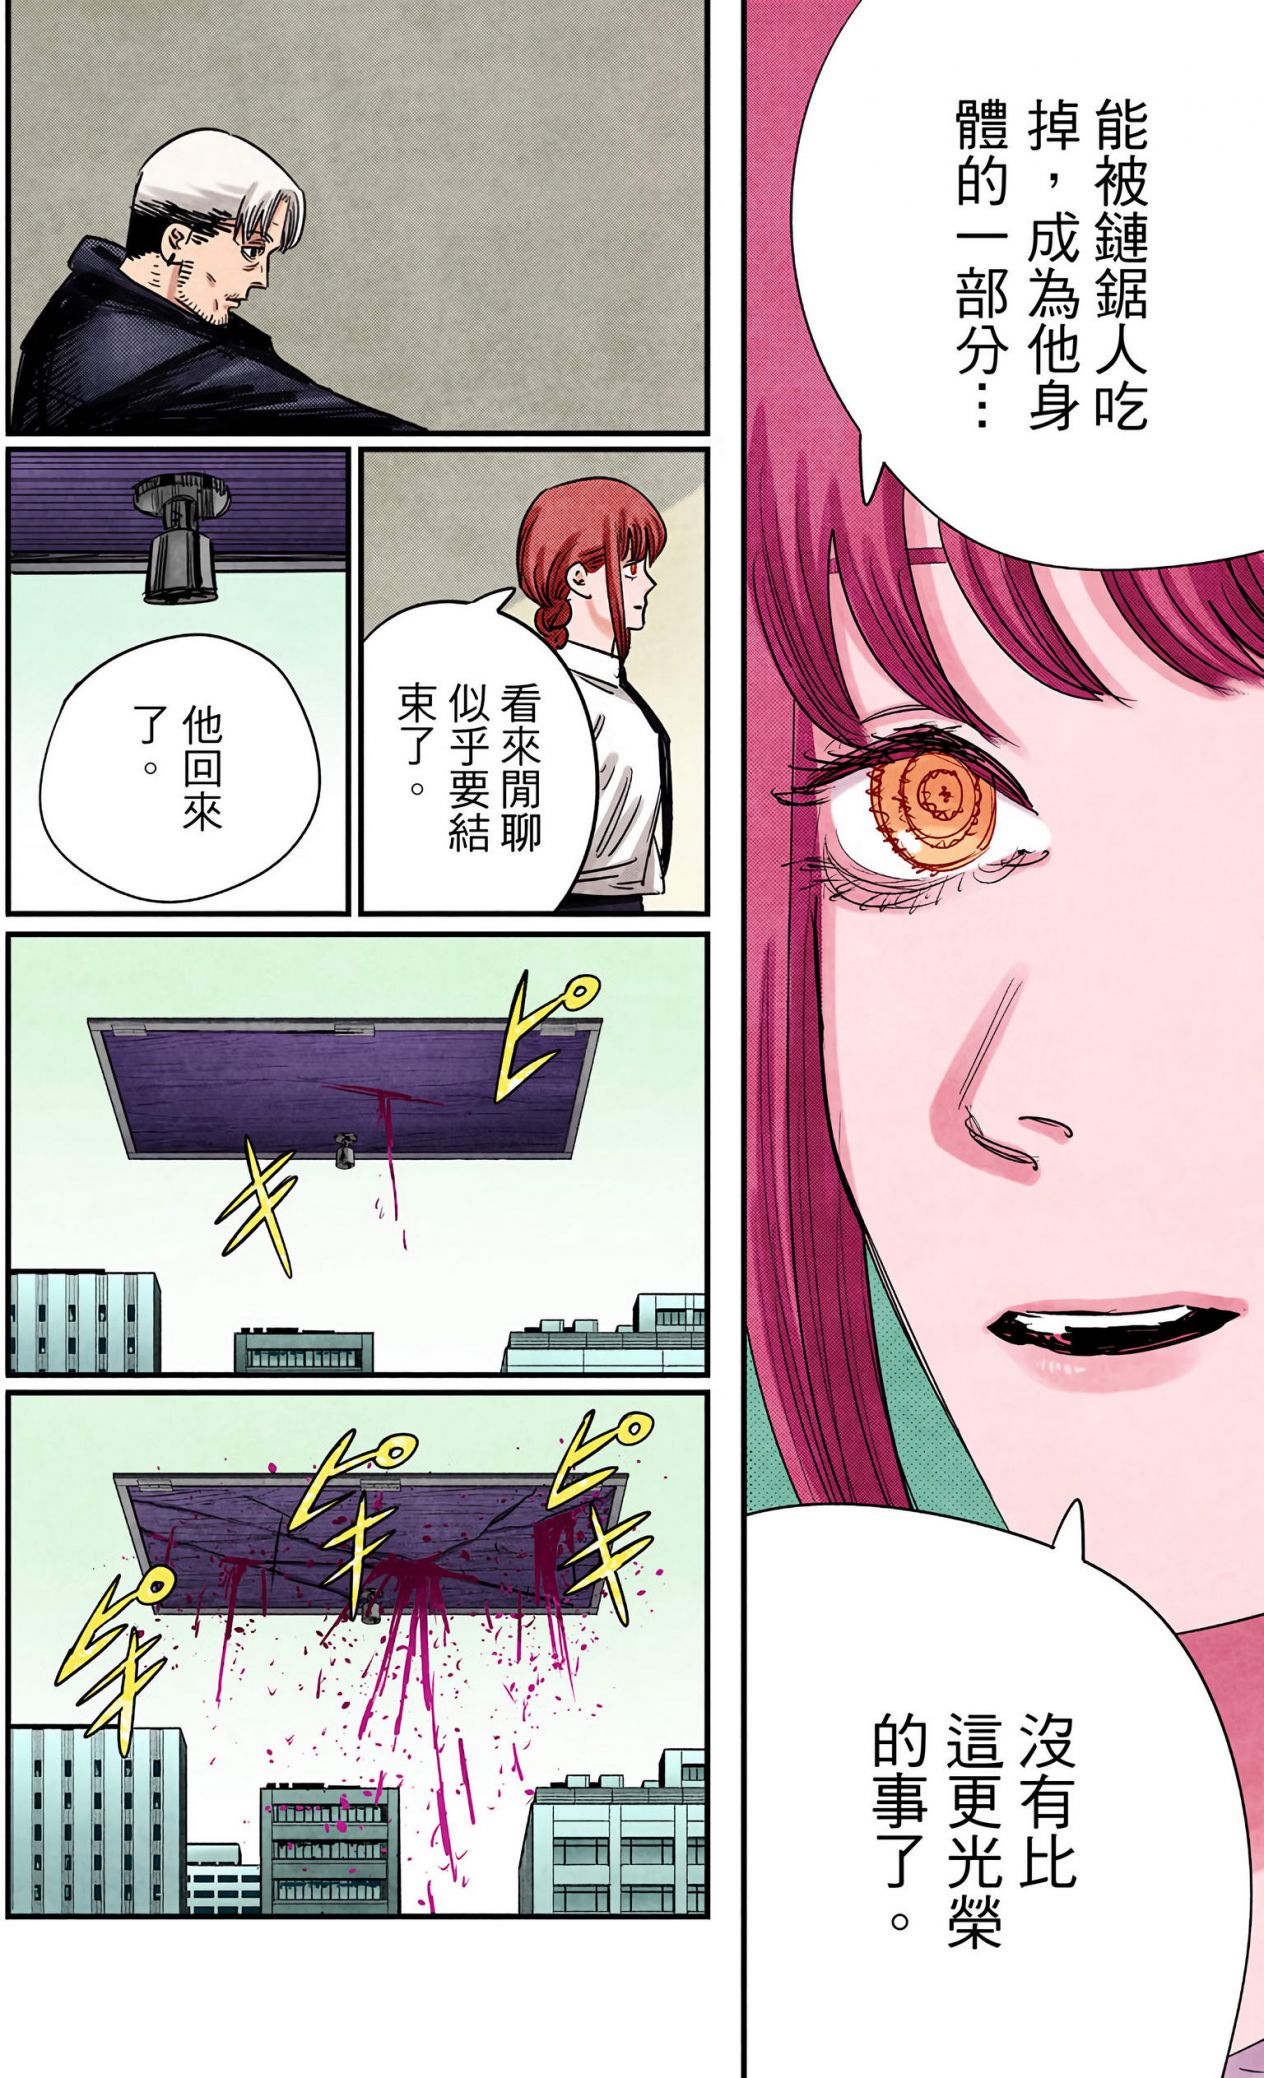 能被鏈鋸人吃
掉，成為他身
體的一部分…
沒有比
這更光榮
的事了。
看來閒聊
似乎要結
束了。
他回來
了。
ピキ
ピキ
ピキ
ピキ